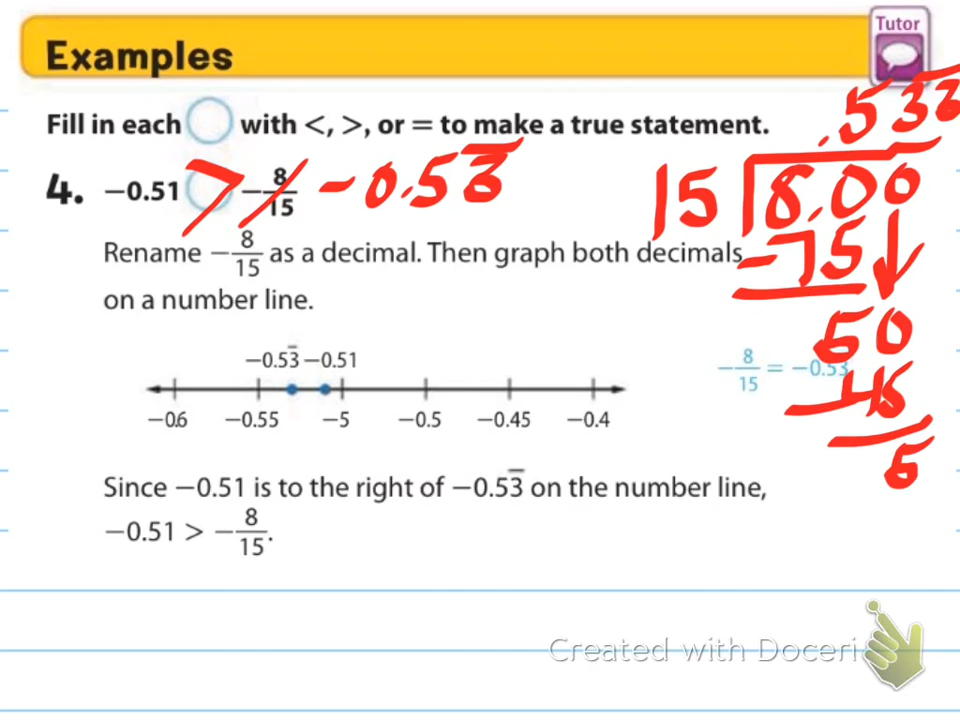 Tutor
Examples
Fill in each ◯ with <, >, or = to make a true statement.
4. −0.51 > −8/15 −0.53̅
.533
15 8.00
−75
50
45
5
Rename −8/15 as a decimal. Then graph both decimals
on a number line.
−0.53̅ −0.51
−8/15 = −0.53
−0.6 −0.55 −5 −0.5 −0.45 −0.4
Since −0.51 is to the right of −0.53̅ on the number line,
−0.51 > −8/15.
Created with Doceri